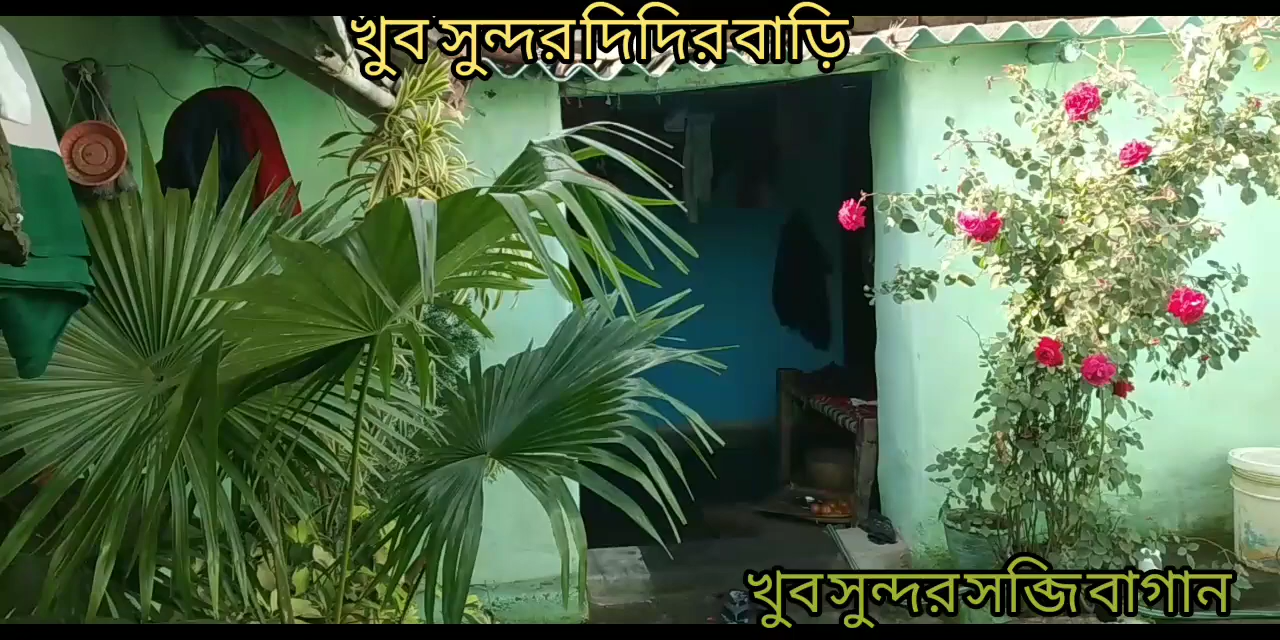 খুব সুন্দর দিদির বাড়ি
খুব সুন্দর সব্জি বাগান